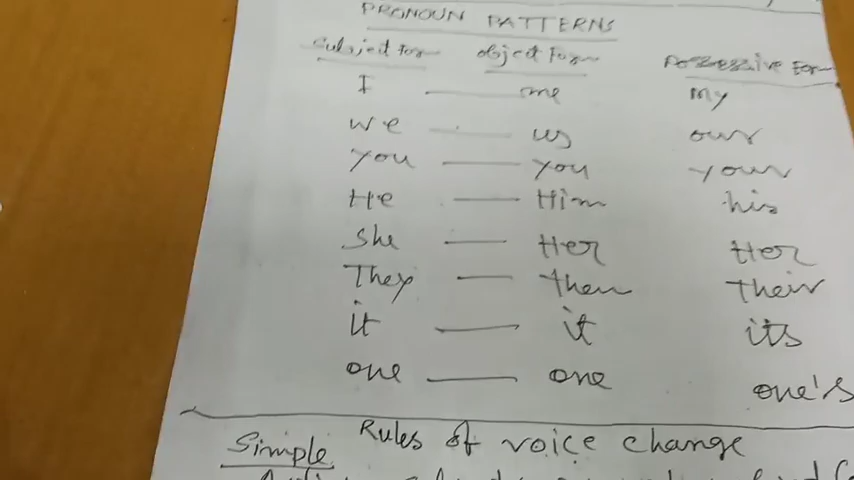 PRONOUN PATTERNS
Subject Form object Form Possessive Form
I me My
we us our
you you your
He Him his
She Her Her
They them Their
it it its
one one one's
Rules of voice change
Simple